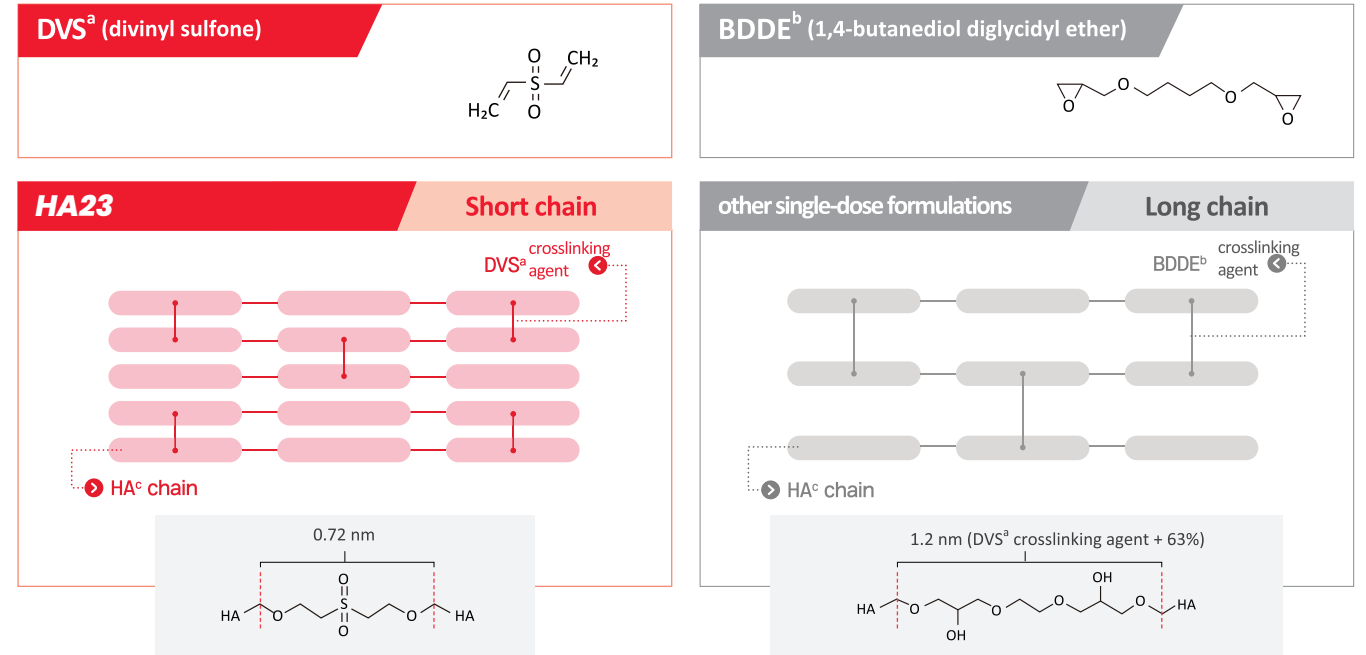 DVSa (divinyl sulfone)
O
CH₂
S
H₂C
O
BDDEb (1,4-butanediol diglycidyl ether)
O
O
O
O
HA23
Short chain
crosslinking
DVSa
agent
HAc chain
0.72 nm
O
HA
O
S
O
HA
O
other single-dose formulations
Long chain
crosslinking
BDDEb
agent
HAc chain
1.2 nm (DVSa crosslinking agent + 63%)
OH
HA
O
O
O
O
HA
OH